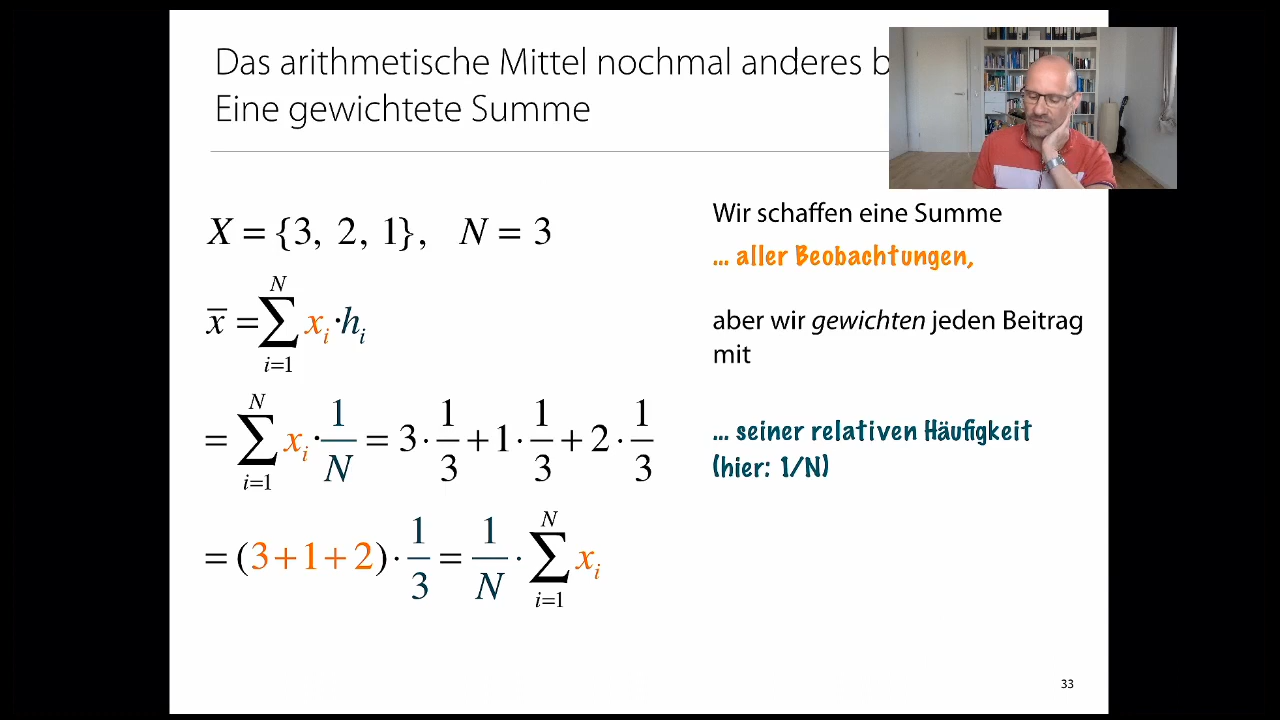 Das arithmetische Mittel nochmal anderes
Eine gewichtete Summe
X = {3, 2, 1}, N = 3
x̄ = ∑_{i=1}^{N} x_i · h_i
= ∑_{i=1}^{N} x_i · 1/N = 3 · 1/3 + 1 · 1/3 + 2 · 1/3
= (3 + 1 + 2) · 1/3 = 1/N · ∑_{i=1}^{N} x_i
Wir schaffen eine Summe
... aller Beobachtungen,
aber wir gewichten jeden Beitrag
mit
... seiner relativen Häufigkeit
(hier: 1/N)
33